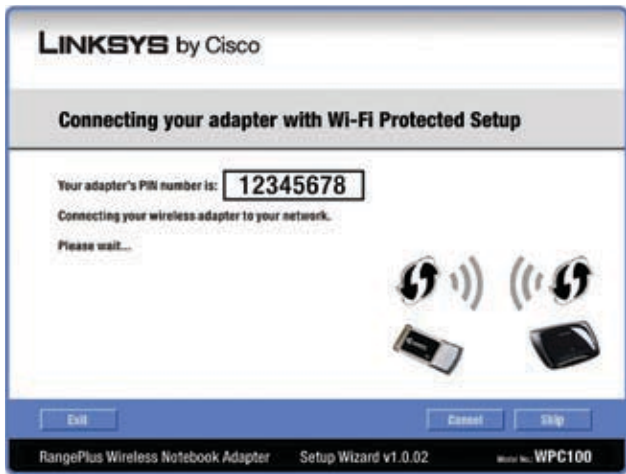 LINKSYS by Cisco
Connecting your adapter with Wi-Fi Protected Setup
Your adapter's PIN number is: 12345678
Connecting your wireless adapter to your network.
Please wait...
Exit Cancel Skip
RangePlus Wireless Notebook Adapter Setup Wizard v1.0.02 Model No. WPC100